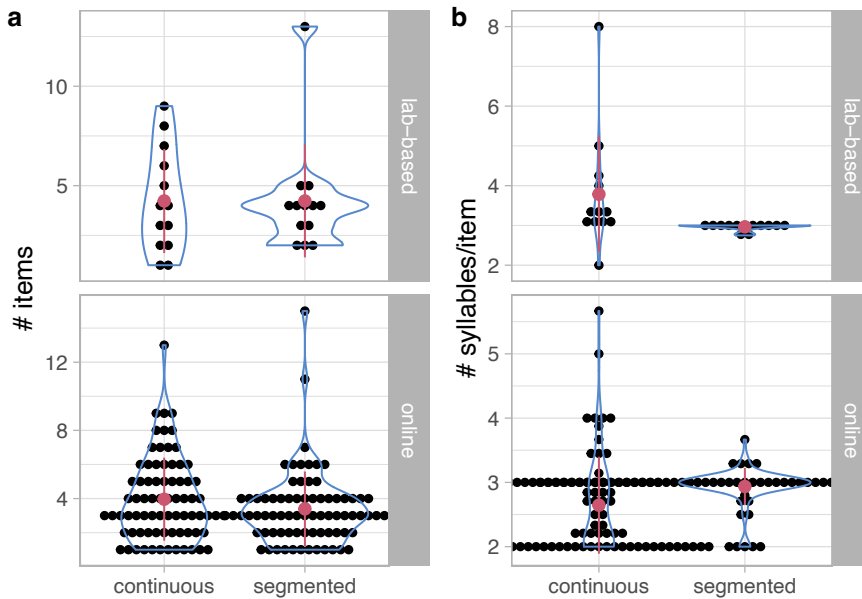 a
# items
10
5
lab−based
12
8
4
online
continuous segmented
b
# syllables/item
8
6
4
2
lab−based
5
4
3
2
online
continuous segmented